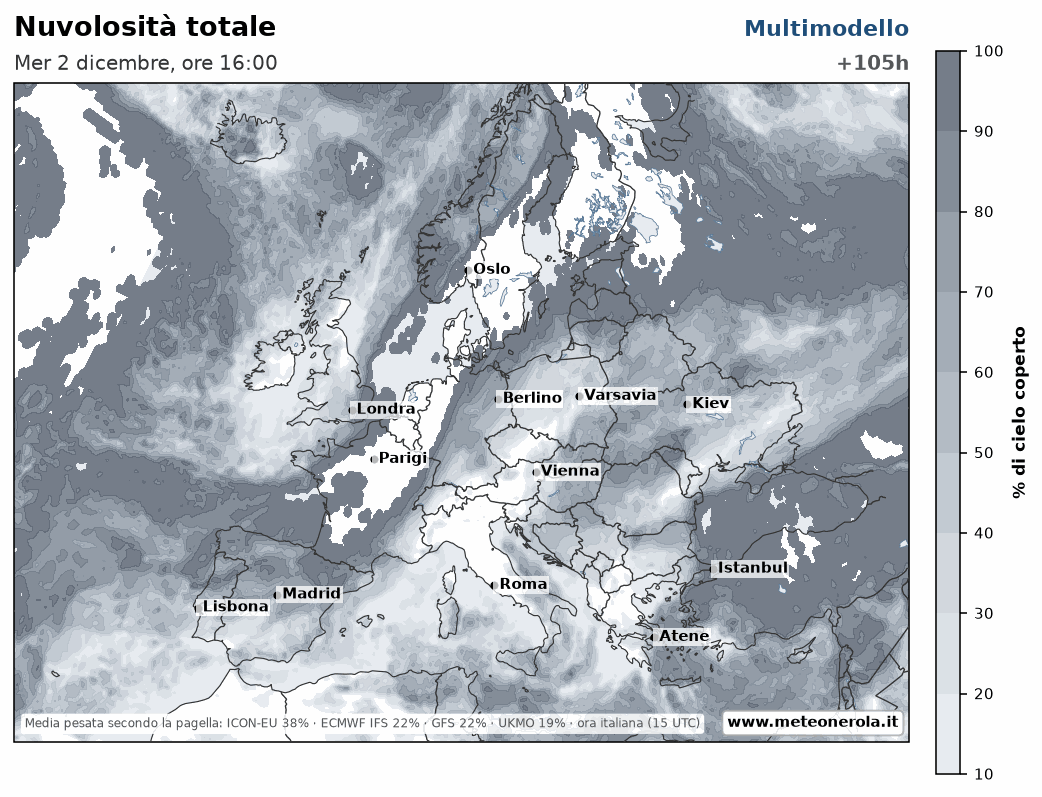 Nuvolosità totale
Multimodello
Mer 2 dicembre, ore 16:00
+105h
100
90
80
70
60
50
40
30
20
10
% di cielo coperto
Oslo
Londra
Berlino
Varsavia
Kiev
Parigi
Vienna
Istanbul
Roma
Madrid
Lisbona
Atene
Media pesata secondo la pagella: ICON-EU 38% · ECMWF IFS 22% · GFS 22% · UKMO 19% · ora italiana (15 UTC)
www.meteonerola.it